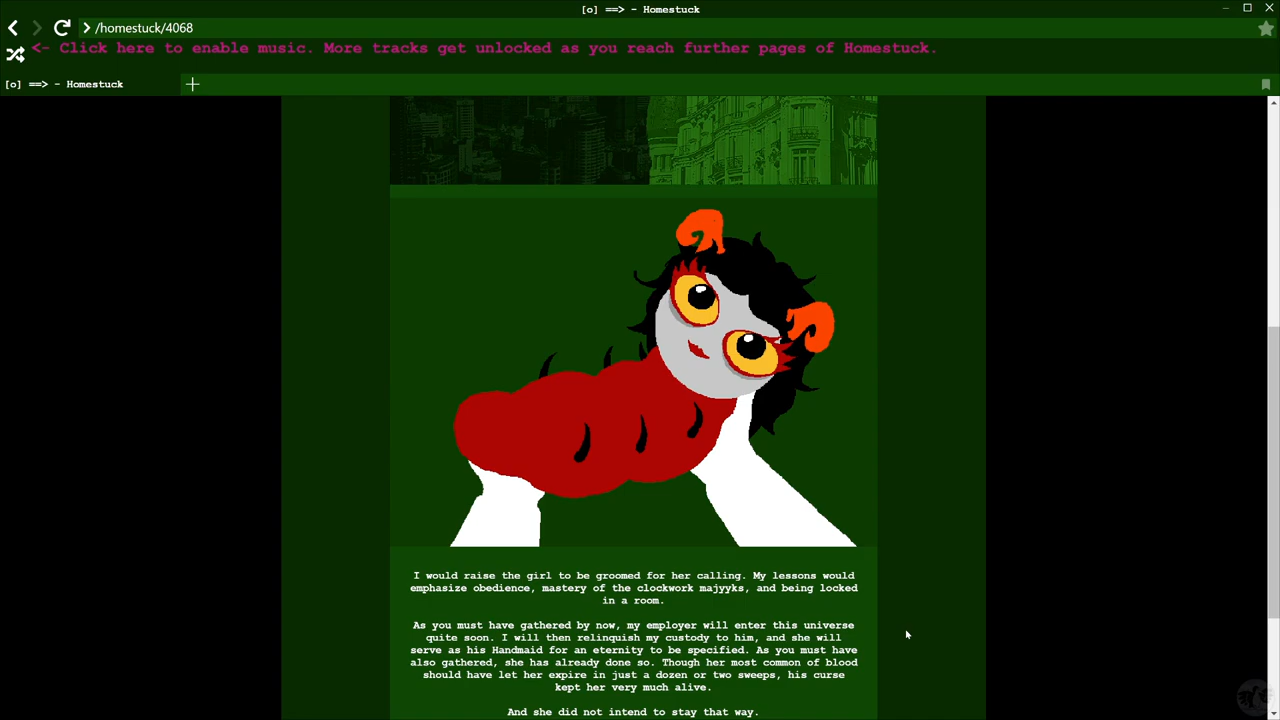 [o] ==> - Homestuck
/homestuck/4068
<- Click here to enable music. More tracks get unlocked as you reach further pages of Homestuck.
[o] ==> - Homestuck
I would raise the girl to be groomed for her calling. My lessons would
emphasize obedience, mastery of the clockwork majyyks, and being locked
in a room.
As you must have gathered by now, my employer will enter this universe
quite soon. I will then relinquish my custody to him, and she will
serve as his Handmaid for an eternity to be specified. As you must have
also gathered, she has already done so. Though her most common of blood
should have let her expire in just a dozen or two sweeps, his curse
kept her very much alive.
And she did not intend to stay that way.